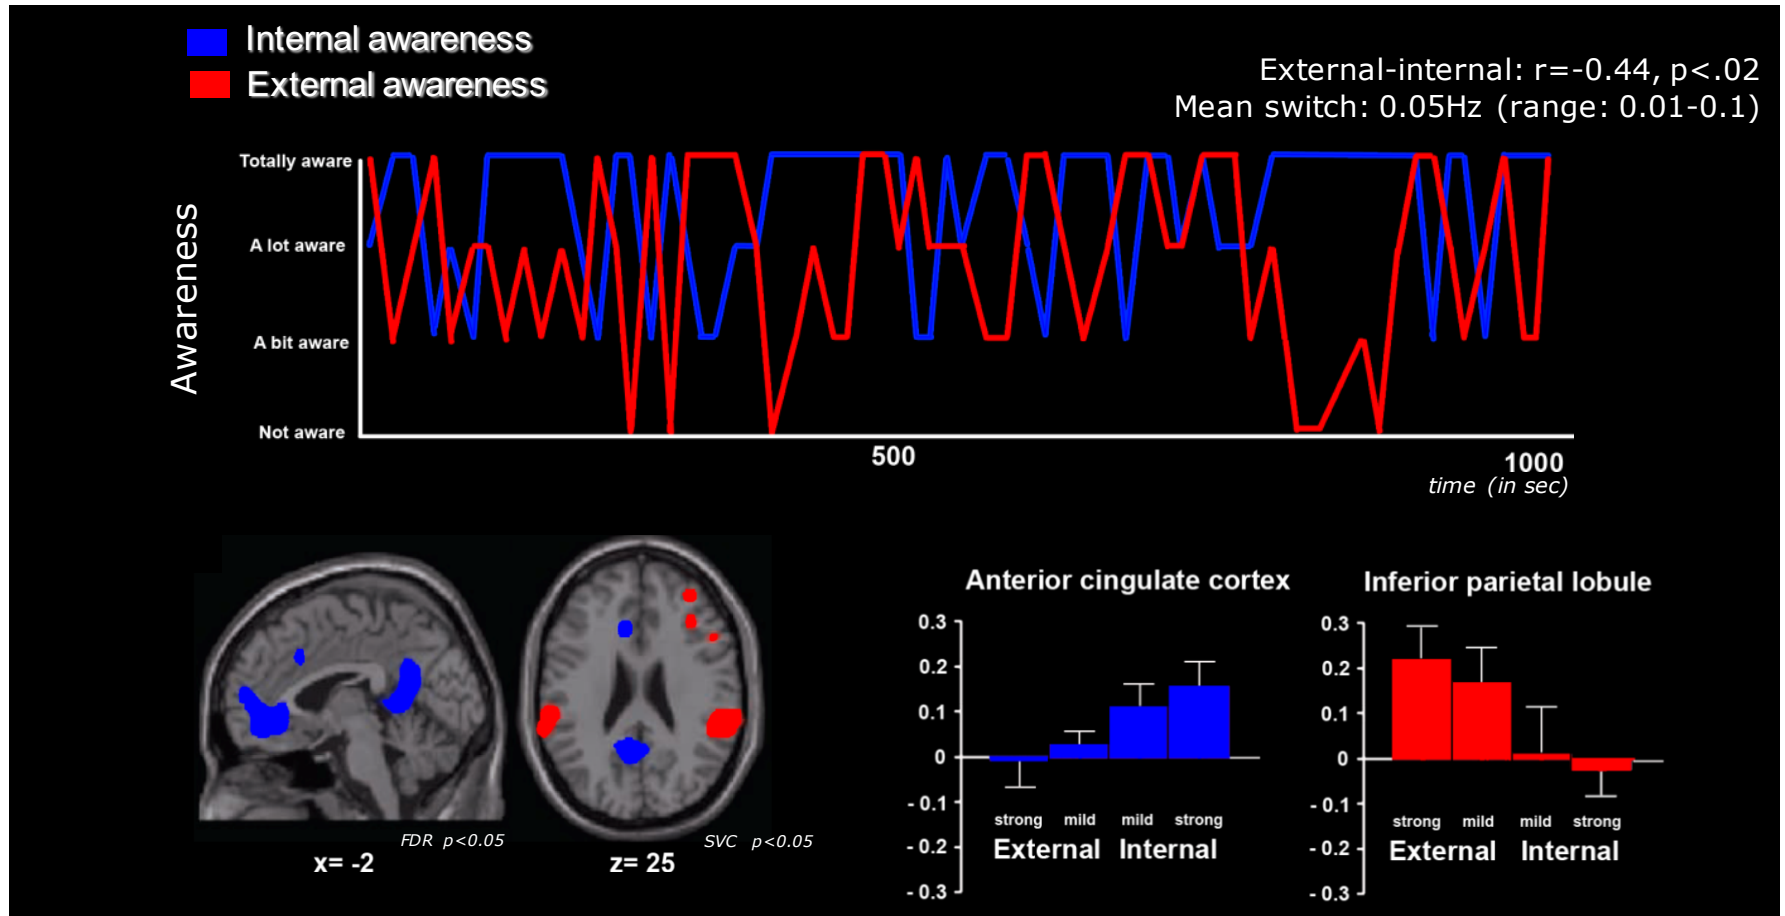 Internal awareness
External awareness
External-internal: r=-0.44, p<.02
Mean switch: 0.05Hz (range: 0.01-0.1)
Awareness
Totally aware
A lot aware
A bit aware
Not aware
500
1000
time (in sec)
FDR p<0.05
x= -2
SVC p<0.05
z= 25
Anterior cingulate cortex
0.3
0.2
0.1
0
- 0.1
- 0.2
- 0.3
strong mild mild strong
External Internal
Inferior parietal lobule
0.3
0.2
0.1
0
- 0.1
- 0.2
- 0.3
strong mild mild strong
External Internal